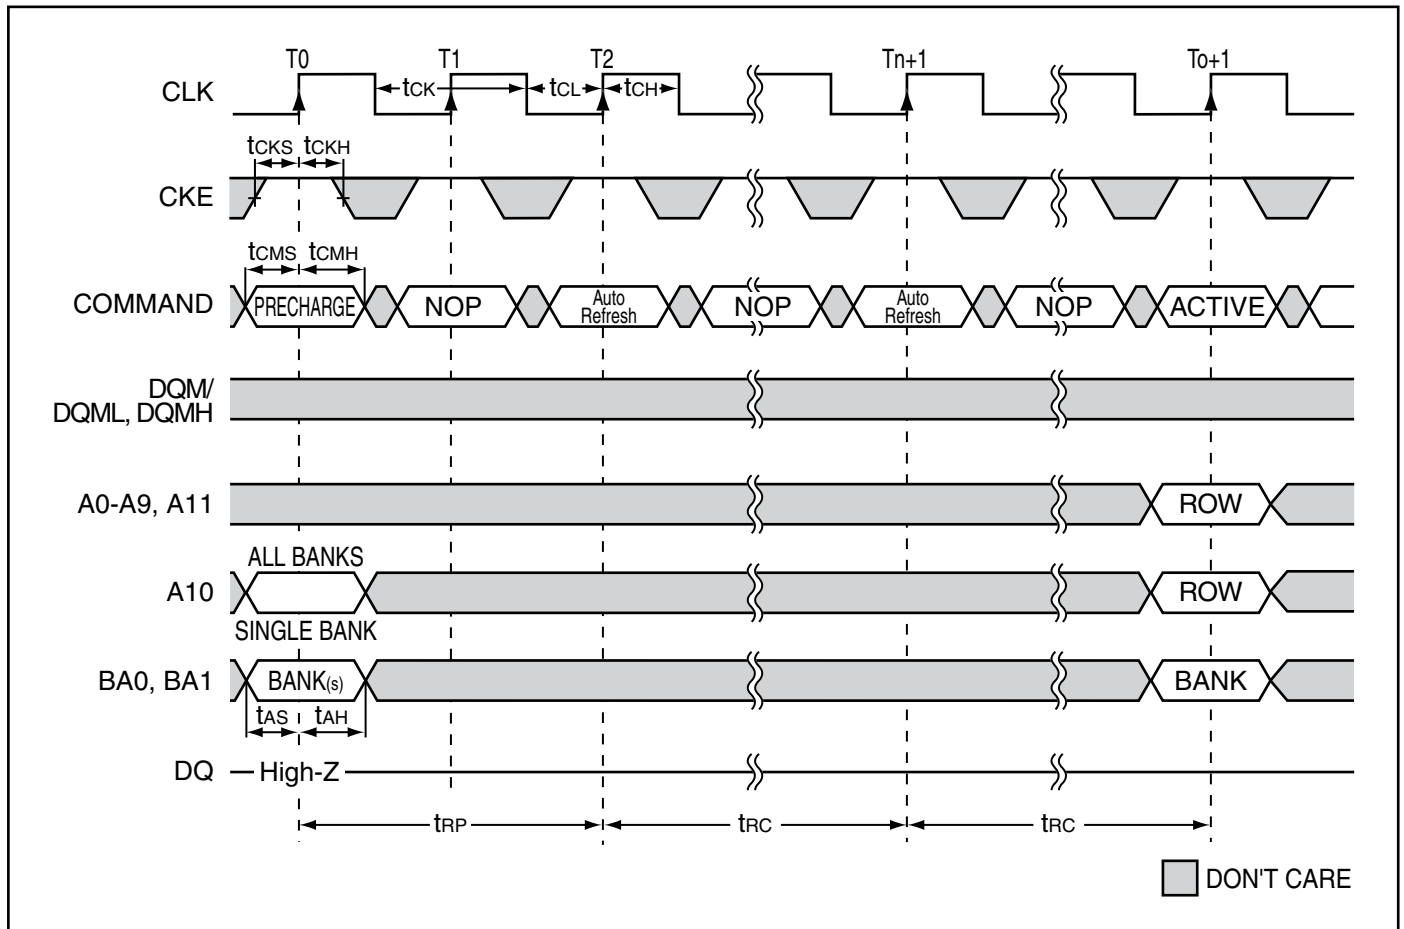 T0 T1 T2 Tn+1 To+1
CLK tCK tCL tCH
tCKS tCKH
CKE
tCMS tCMH
COMMAND PRECHARGE NOP Auto Refresh NOP Auto Refresh NOP ACTIVE
DQM/
DQML, DQMH
A0-A9, A11 ROW
ALL BANKS
A10 ROW
SINGLE BANK
BA0, BA1 BANK(s) BANK
tAS tAH
DQ High-Z
tRP tRC tRC
DON'T CARE